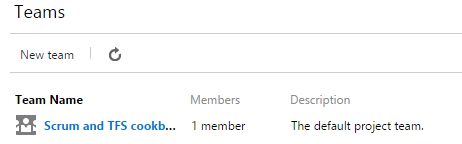 Teams
New team
Team Name Members Description
Scrum and TFS cookb... 1 member The default project team.